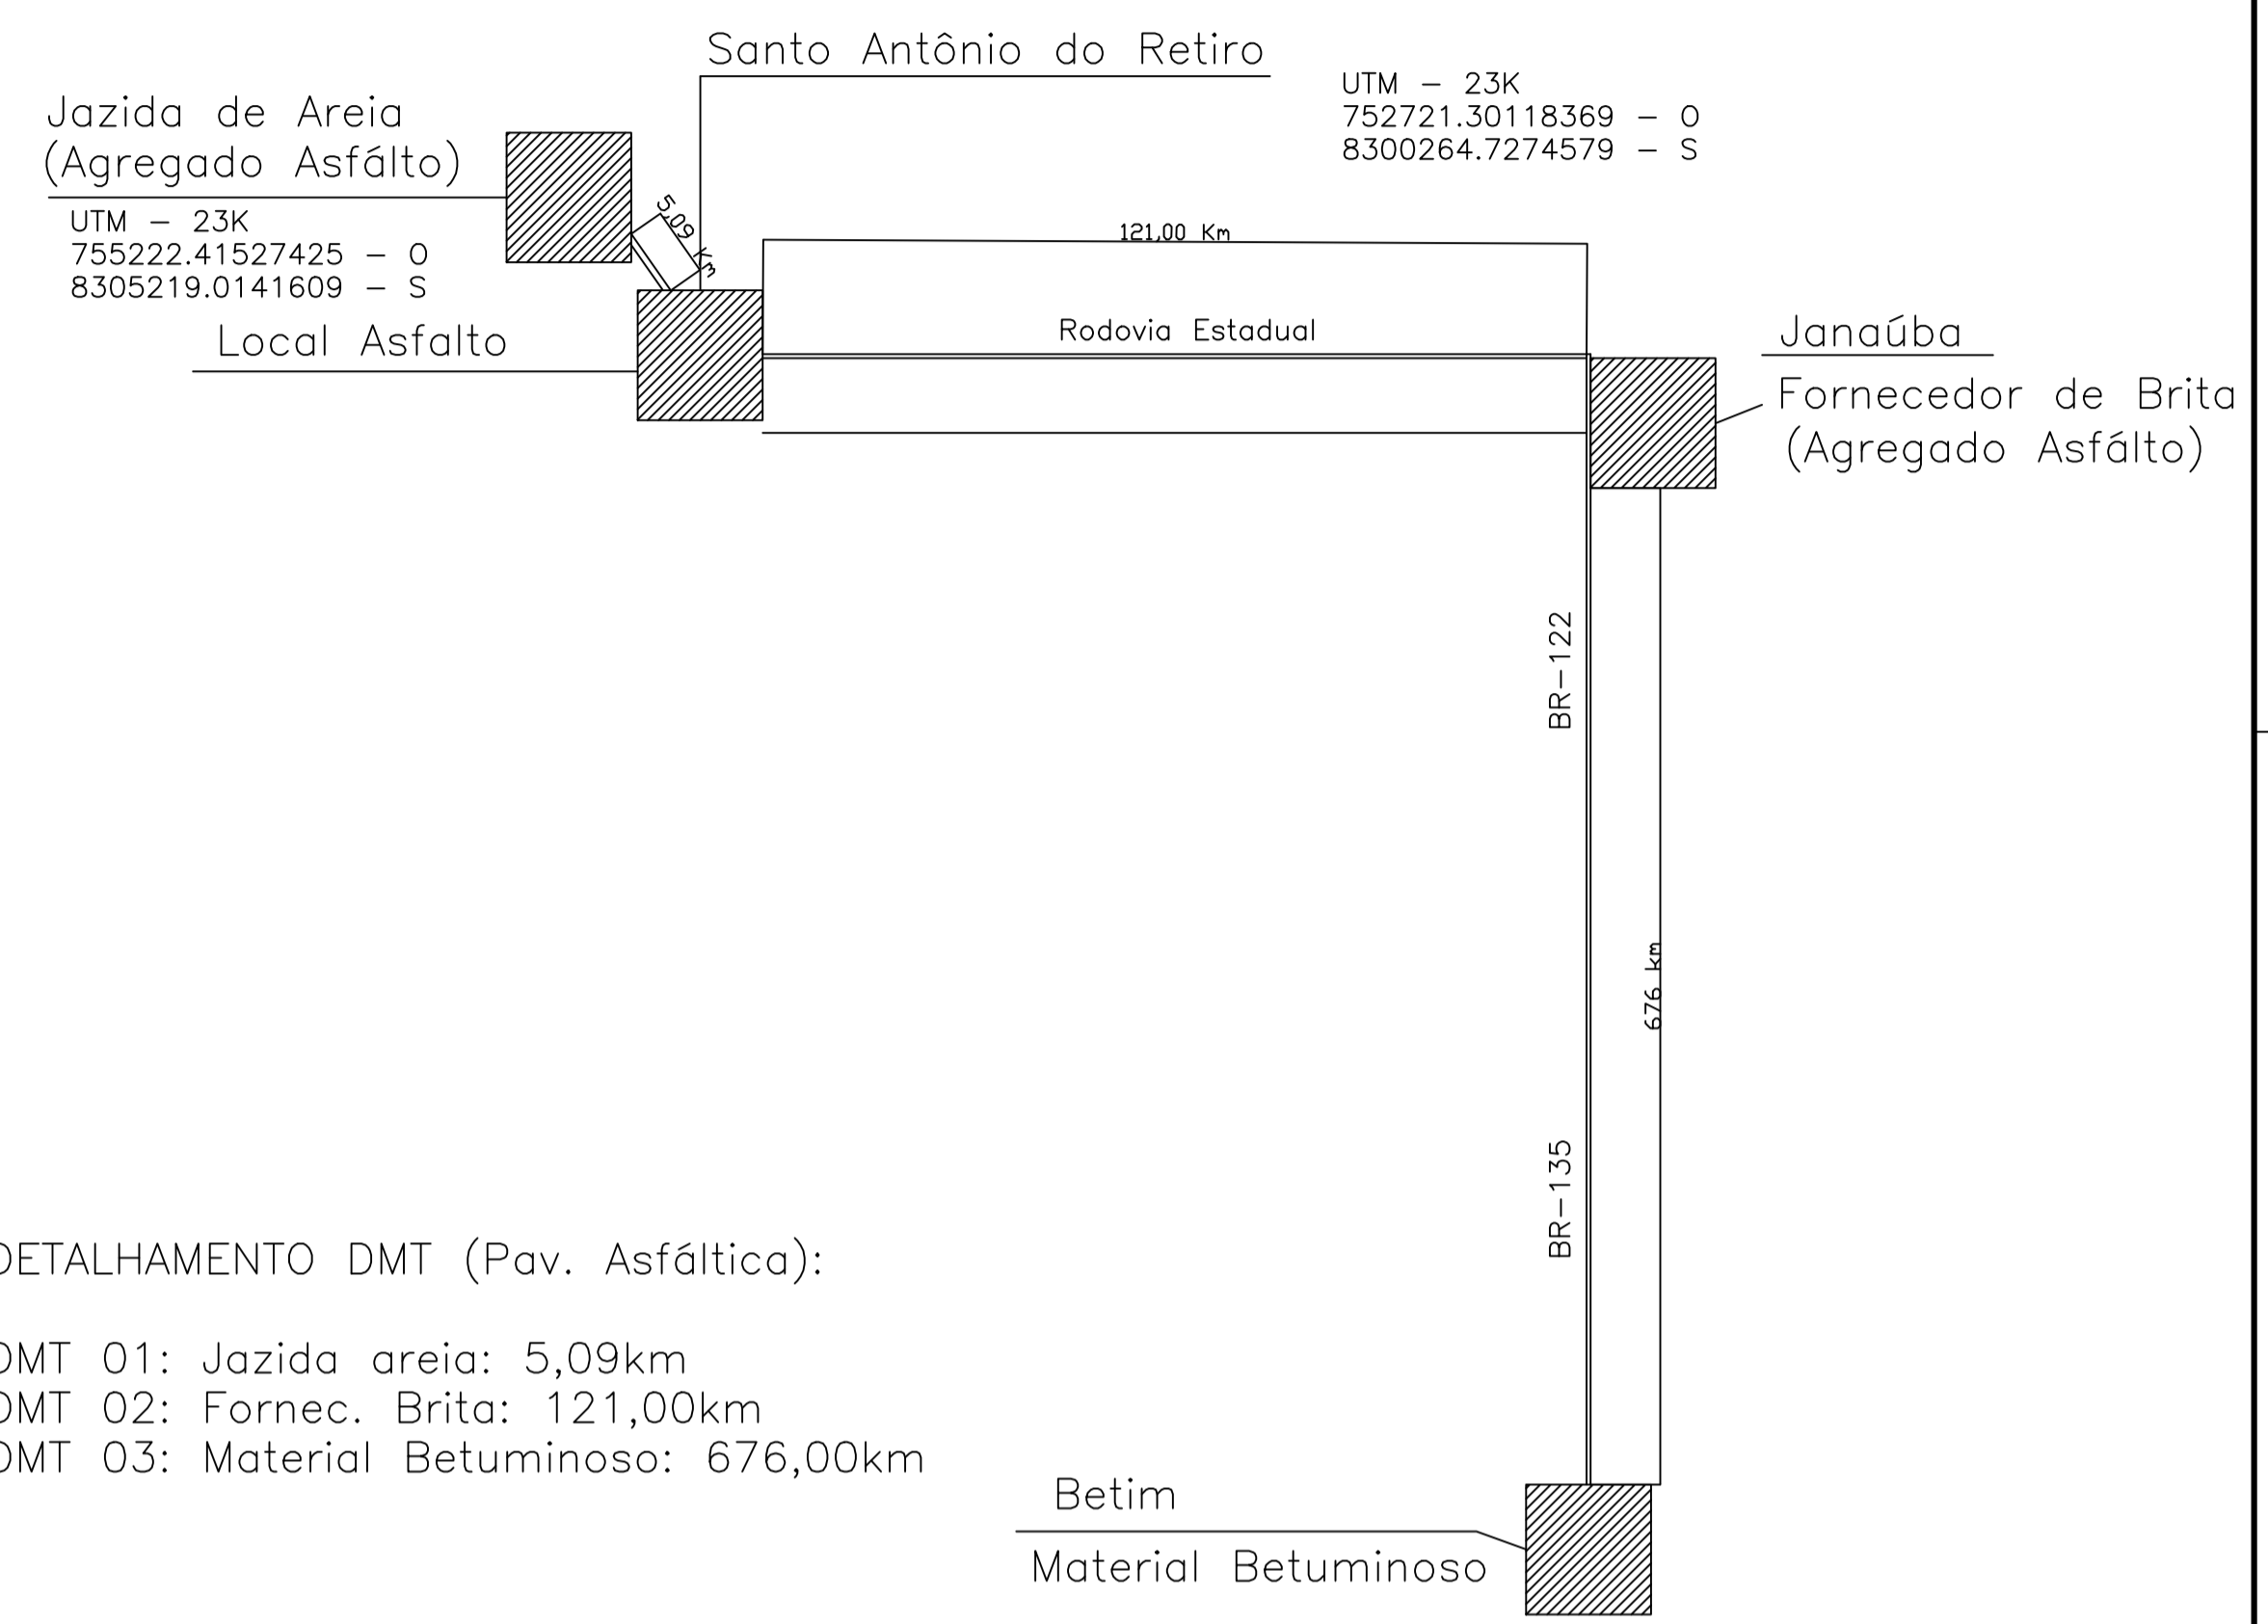 Santo Antônio do Retiro
UTM - 23K
752721.30118369 - O
8300264.7274579 - S
Jazida de Areia
(Agregado Asfálto)
UTM - 23K
755222.41527425 - O
8305219.0141609 - S
5,09 Km
121,00 Km
Local Asfalto
Rodovia Estadual
Janaúba
Fornecedor de Brita
(Agregado Asfálto)
BR-122
676 km
BR-135
DETALHAMENTO DMT (Pav. Asfáltica):
DMT 01: Jazida areia: 5,09km
DMT 02: Fornec. Brita: 121,00km
DMT 03: Material Betuminoso: 676,00km
Betim
Material Betuminoso